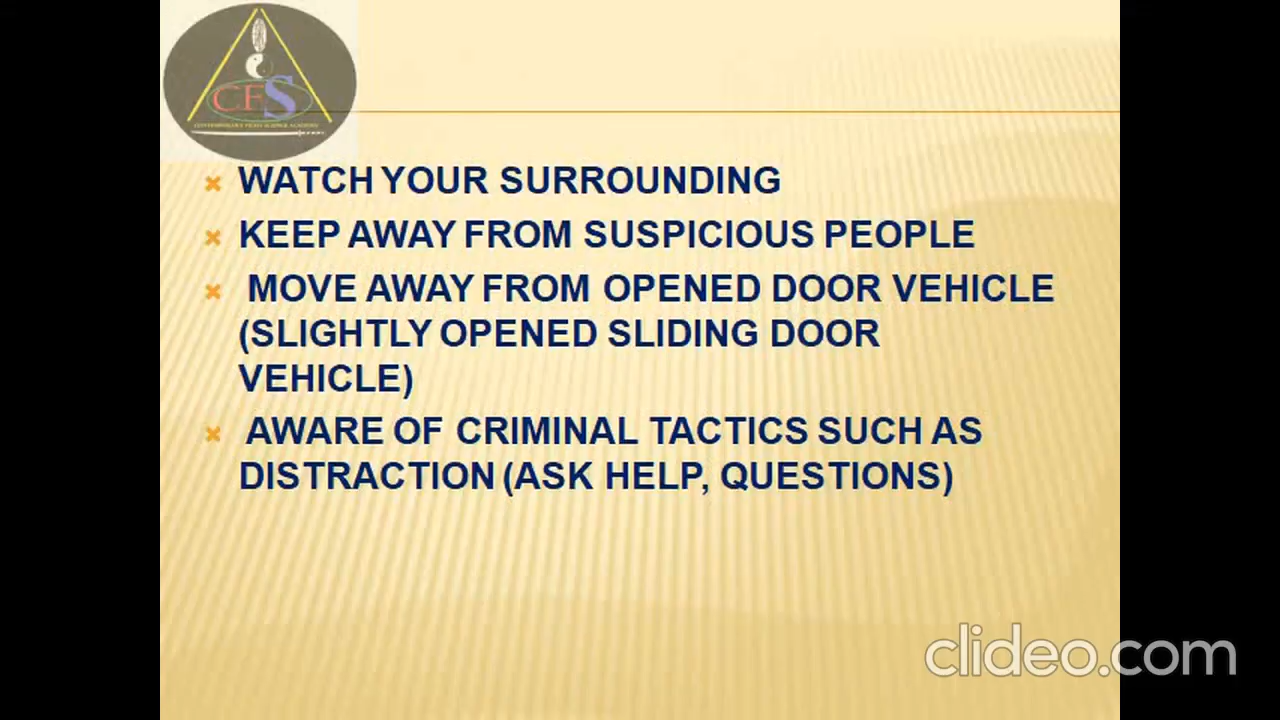 CFS
WATCH YOUR SURROUNDING
KEEP AWAY FROM SUSPICIOUS PEOPLE
MOVE AWAY FROM OPENED DOOR VEHICLE
(SLIGHTLY OPENED SLIDING DOOR
VEHICLE)
AWARE OF CRIMINAL TACTICS SUCH AS
DISTRACTION (ASK HELP, QUESTIONS)
clideo.com